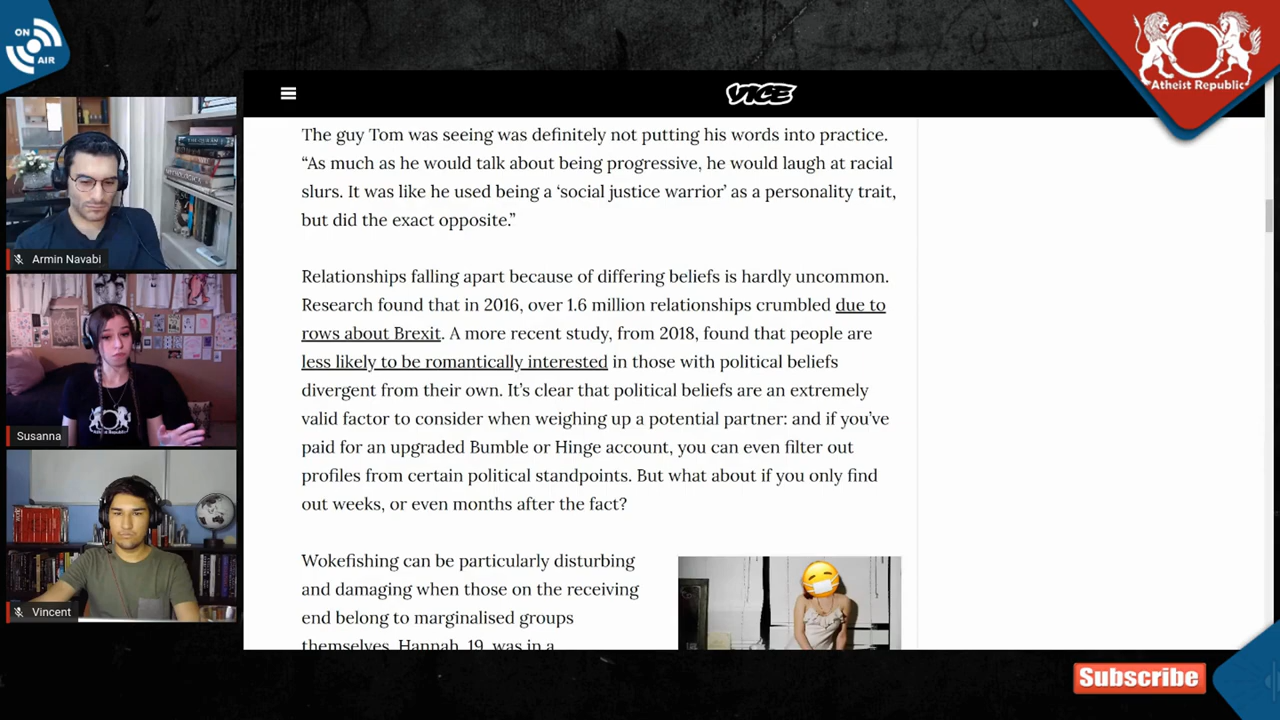 ON
AIR
Atheist Republic
VICE
Armin Navabi
Susanna
Vincent
The guy Tom was seeing was definitely not putting his words into practice.
“As much as he would talk about being progressive, he would laugh at racial
slurs. It was like he used being a ‘social justice warrior’ as a personality trait,
but did the exact opposite.”
Relationships falling apart because of differing beliefs is hardly uncommon.
Research found that in 2016, over 1.6 million relationships crumbled due to
rows about Brexit. A more recent study, from 2018, found that people are
less likely to be romantically interested in those with political beliefs
divergent from their own. It’s clear that political beliefs are an extremely
valid factor to consider when weighing up a potential partner: and if you’ve
paid for an upgraded Bumble or Hinge account, you can even filter out
profiles from certain political standpoints. But what about if you only find
out weeks, or even months after the fact?
Wokefishing can be particularly disturbing
and damaging when those on the receiving
end belong to marginalised groups
themselves. Hannah, 19, was in a
Subscribe